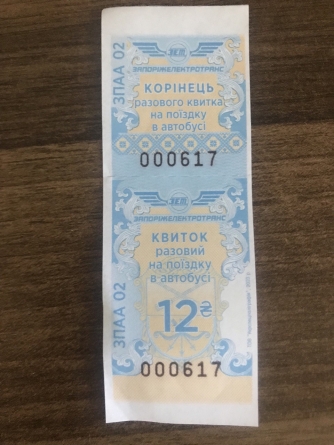 ЗПАА 02
ЗАПОРІЖЕЛЕКТРОТРАНС
КОРІНЕЦЬ
разового квитка
на поїздку
в автобусі
000617
ЗАПОРІЖЕЛЕКТРОТРАНС
КВИТОК
разовий
на поїздку
в автобусі
ЗПАА 02
12₴
000617